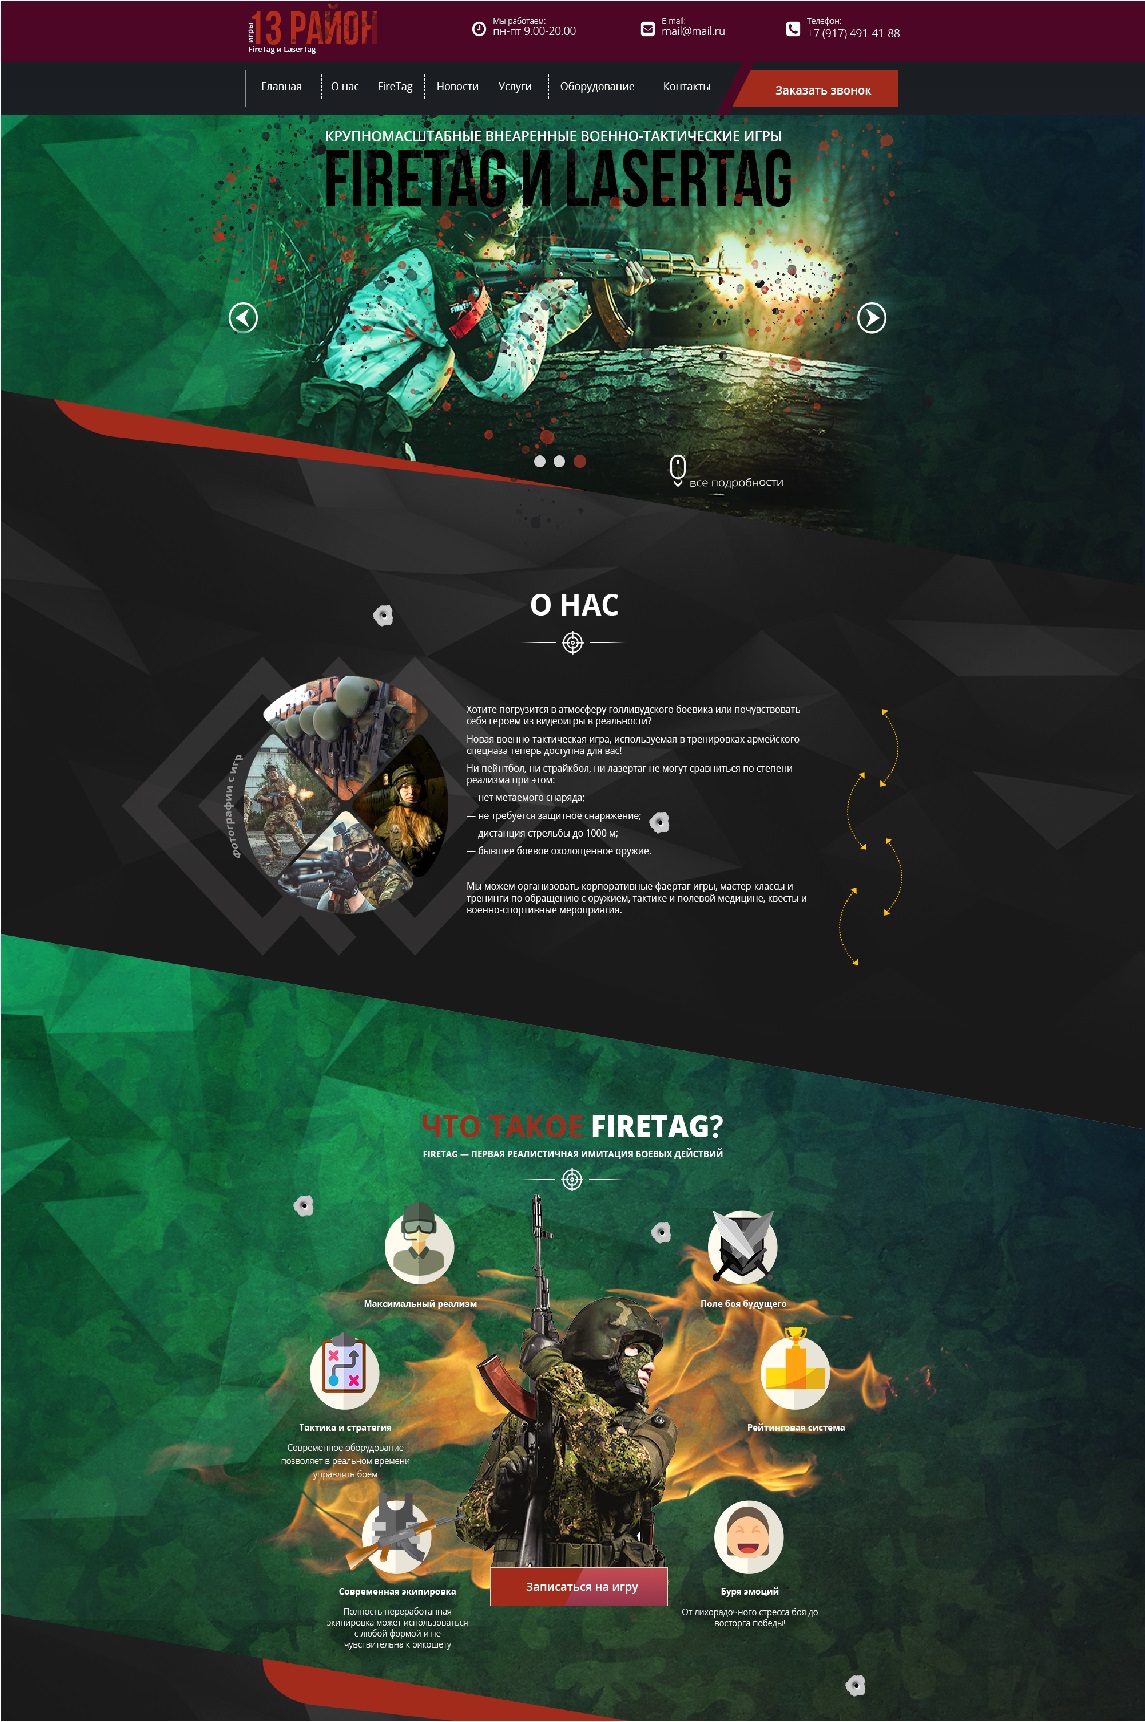 игры
13 РАЙОН
FireTag и LaserTag
Мы работаем:
пн-пт 9.00-20.00
E-mail:
mail@mail.ru
Телефон:
+7 (917) 491-41-88
Главная
О нас
FireTag
Новости
Услуги
Оборудование
Контакты
Заказать звонок
КРУПНОМАСШТАБНЫЕ ВНЕАРЕННЫЕ ВОЕННО-ТАКТИЧЕСКИЕ ИГРЫ
FIRETAG И LASERTAG
все подробности
О НАС
Фотографии с игр
Хотите погрузится в атмосферу голливудского боевика или почувствовать
себя героем из видеоигры в реальности?
Новая военно-тактическая игра, используемая в тренировках армейского
спецназа теперь доступна для вас!
Ни пейнтбол, ни страйкбол, ни лазертаг не могут сравниться по степени
реализма при этом:
— нет метаемого снаряда;
— не требуется защитное снаряжение;
— дистанция стрельбы до 1000 м;
— бывшее боевое охолощенное оружие.
Мы можем организовать корпоративные фаертаг игры, мастер-классы и
тренинги по обращению с оружием, тактике и полевой медицине, квесты и
военно-спортивные мероприятия.
ЧТО ТАКОЕ FIRETAG?
FIRETAG — ПЕРВАЯ РЕАЛИСТИЧНАЯ ИМИТАЦИЯ БОЕВЫХ ДЕЙСТВИЙ
Максимальный реализм
Поле боя будущего
Тактика и стратегия
Современное оборудование
позволяет в реальном времени
управлять боем
Рейтинговая система
Современная экипировка
Полность переработанная
экипировка может использоваться
с любой формой и не
чувствительна к рикошету
Записаться на игру
Буря эмоций
От лихорадочного стресса боя до
восторга победы!